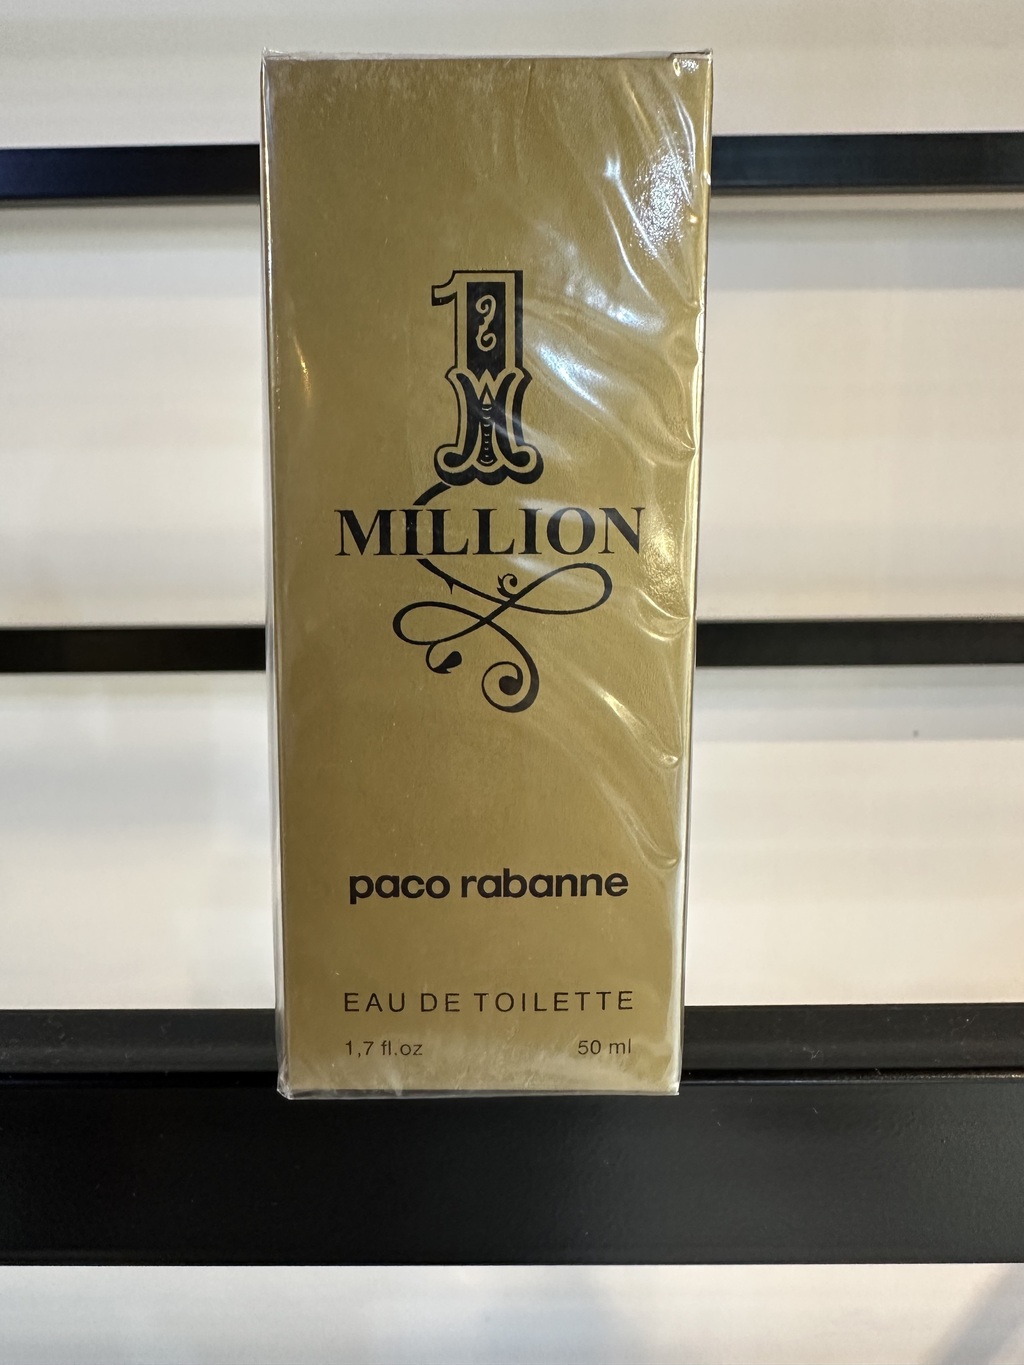 1
MILLION
paco rabanne
EAU DE TOILETTE
1,7 fl.oz 50 ml